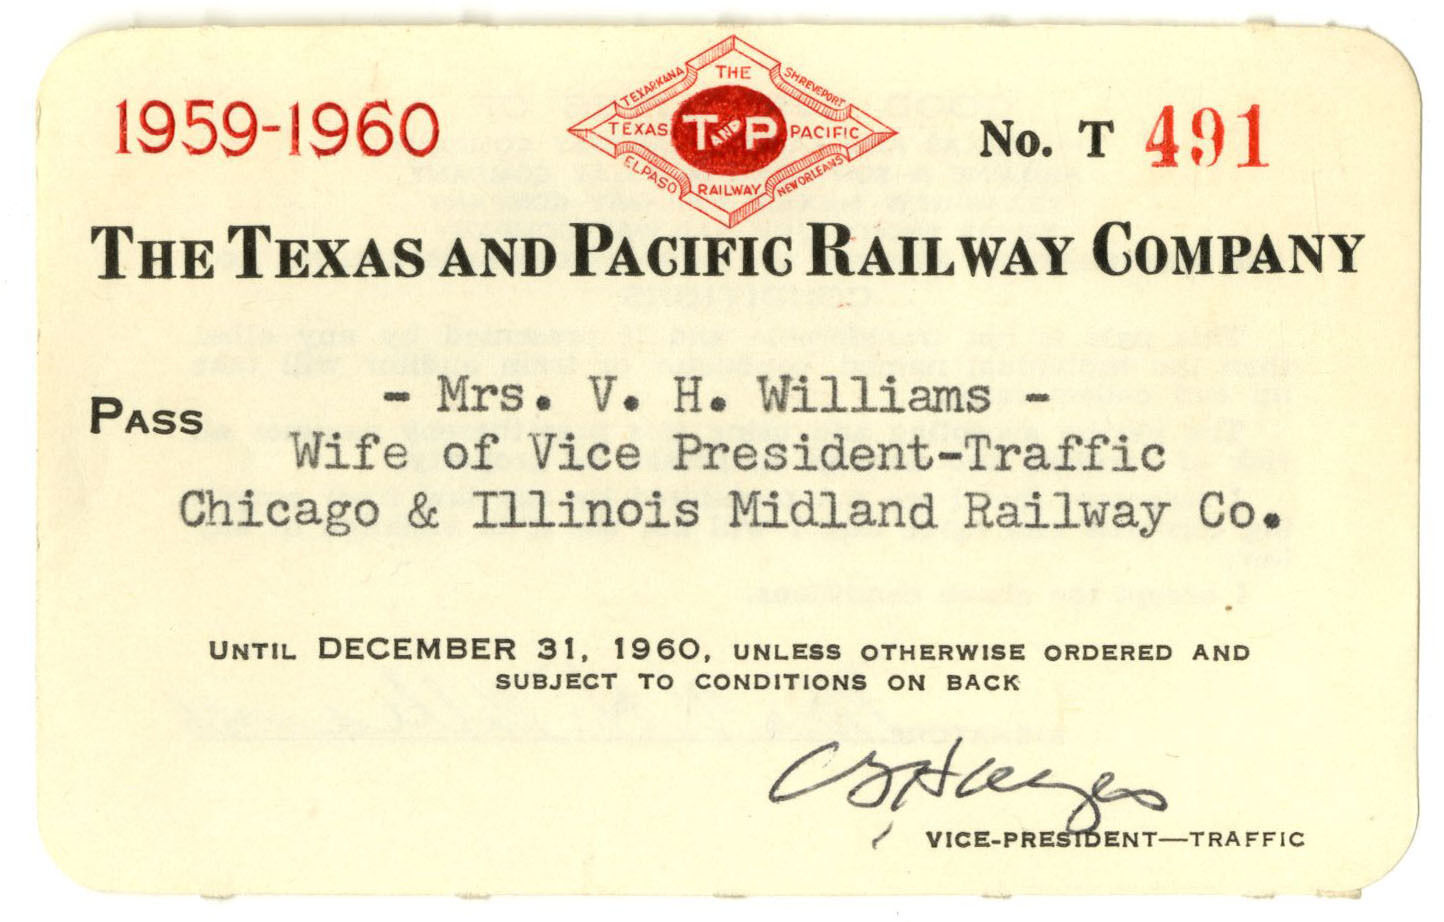 1959-1960
TEXARKANA THE SHREVEPORT
TEXAS T AND P PACIFIC
EL PASO RAILWAY NEW ORLEANS
No. T 491
THE TEXAS AND PACIFIC RAILWAY COMPANY
PASS
- Mrs. V. H. Williams -
Wife of Vice President-Traffic
Chicago & Illinois Midland Railway Co.
UNTIL DECEMBER 31, 1960, UNLESS OTHERWISE ORDERED AND
SUBJECT TO CONDITIONS ON BACK
VICE-PRESIDENT—TRAFFIC